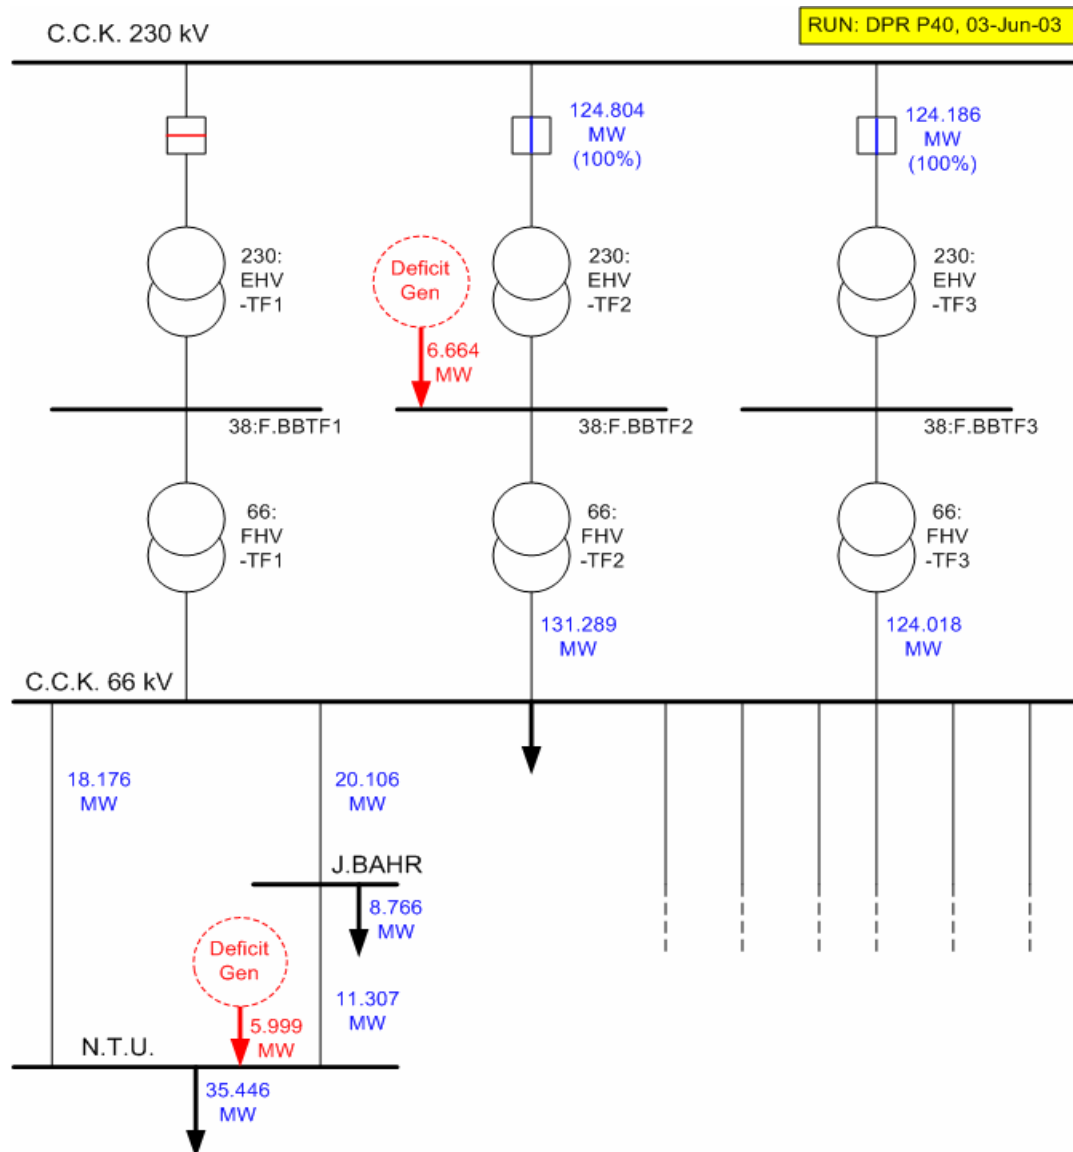 C.C.K. 230 kV
RUN: DPR P40, 03-Jun-03
124.804
MW
(100%)
124.186
MW
(100%)
230:
EHV
-TF1
Deficit
Gen
230:
EHV
-TF2
230:
EHV
-TF3
6.664
MW
38:F.BBTF1
38:F.BBTF2
38:F.BBTF3
66:
FHV
-TF1
66:
FHV
-TF2
66:
FHV
-TF3
131.289
MW
124.018
MW
C.C.K. 66 kV
18.176
MW
20.106
MW
J.BAHR
8.766
MW
Deficit
Gen
11.307
MW
5.999
MW
N.T.U.
35.446
MW